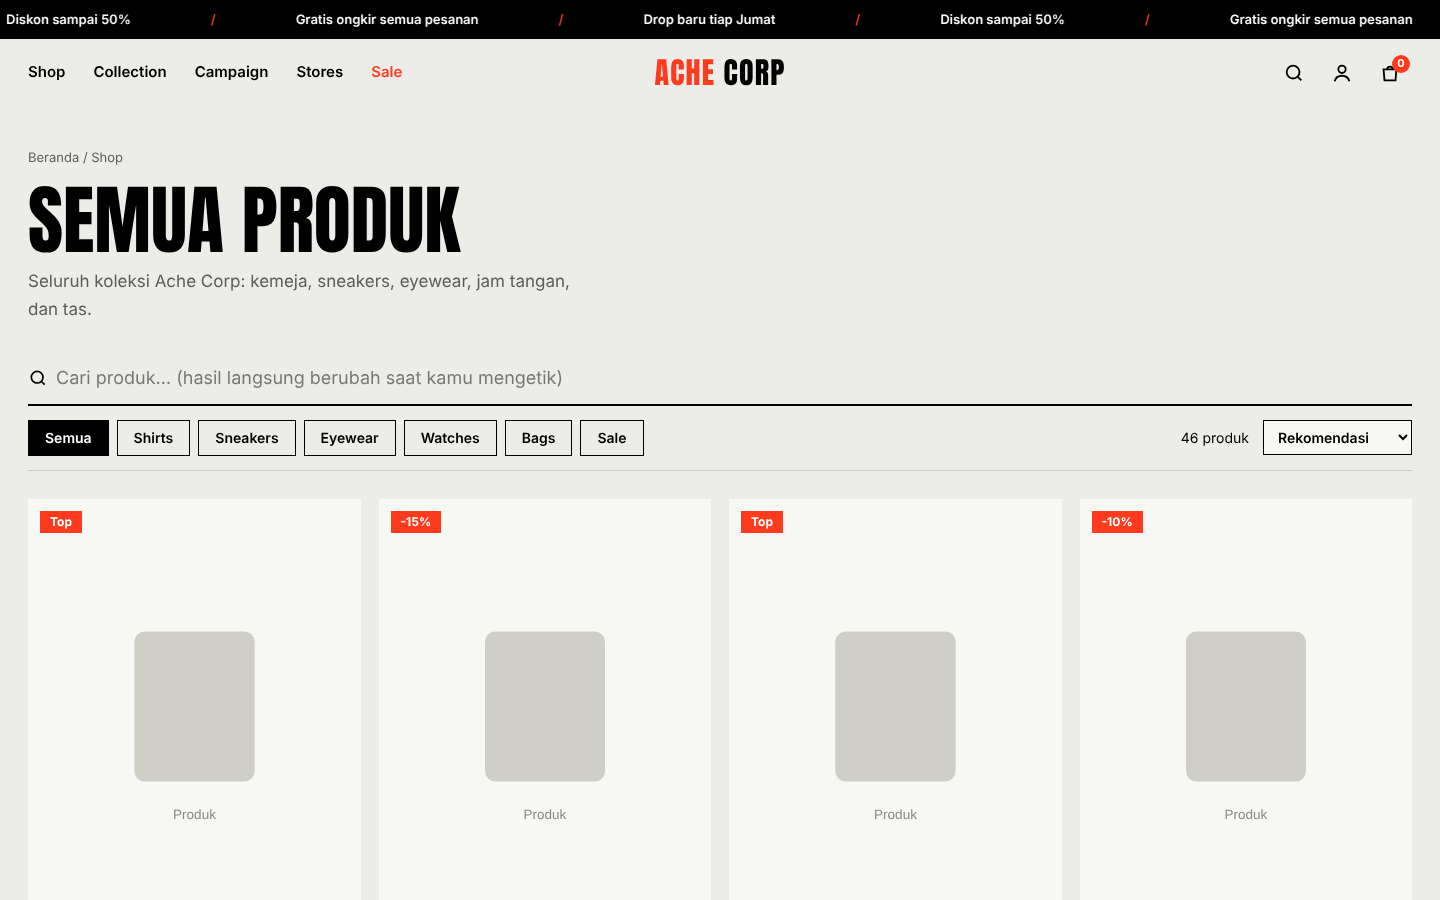 Diskon sampai 50% / Gratis ongkir semua pesanan / Drop baru tiap Jumat / Diskon sampai 50% / Gratis ongkir semua pesanan
Shop Collection Campaign Stores Sale ACHE CORP 0
Beranda / Shop
SEMUA PRODUK
Seluruh koleksi Ache Corp: kemeja, sneakers, eyewear, jam tangan,
dan tas.
Cari produk... (hasil langsung berubah saat kamu mengetik)
Semua Shirts Sneakers Eyewear Watches Bags Sale 46 produk Rekomendasi
Top -15% Top -10%
Produk Produk Produk Produk